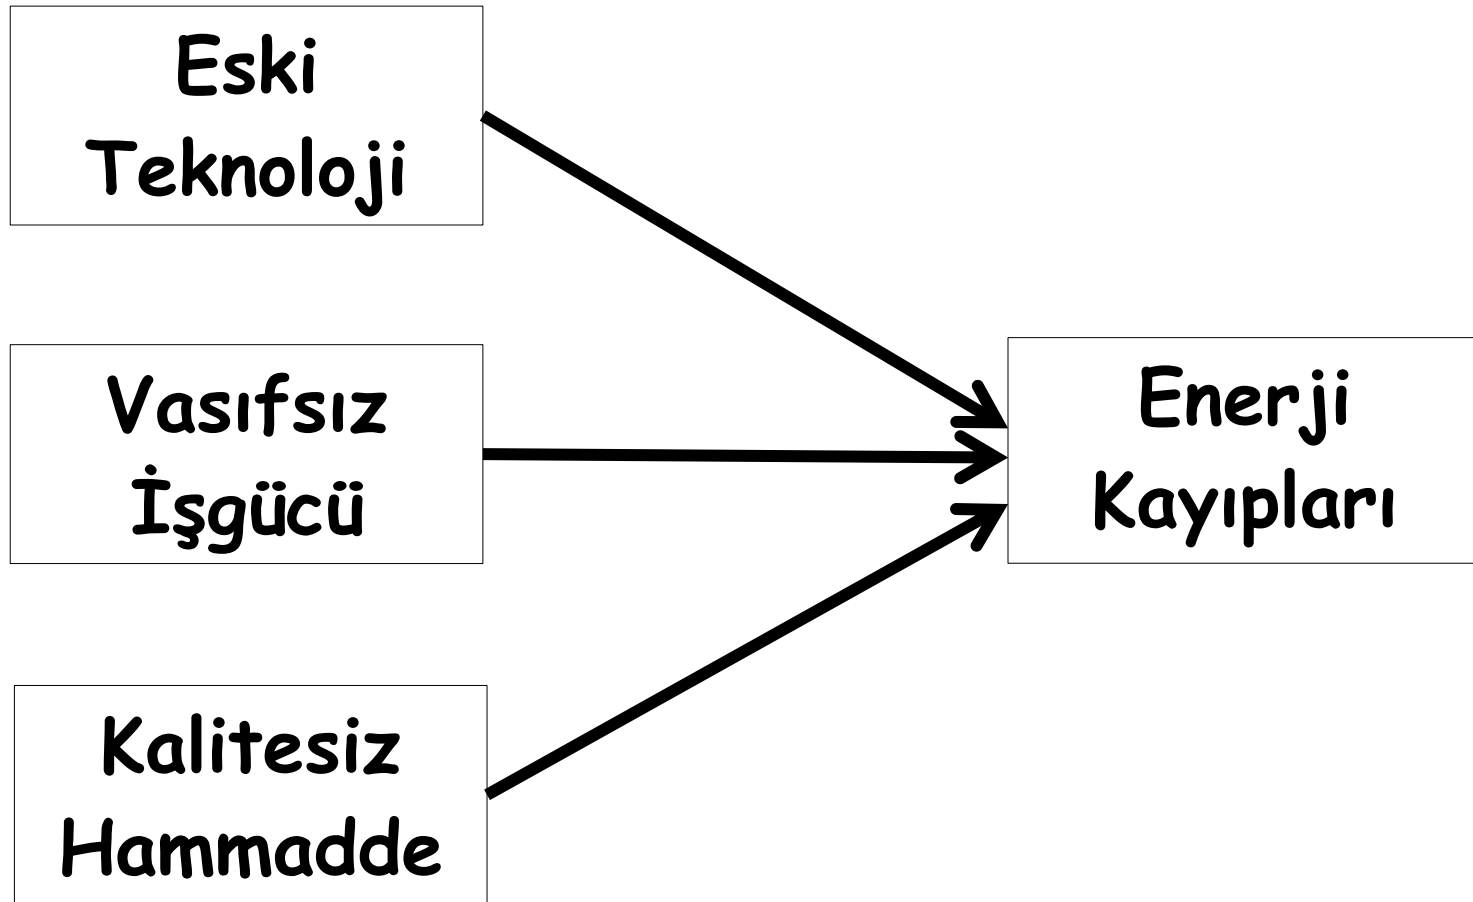 Eski
Teknoloji
Vasıfsız
İşgücü
Kalitesiz
Hammadde
Enerji
Kayıpları